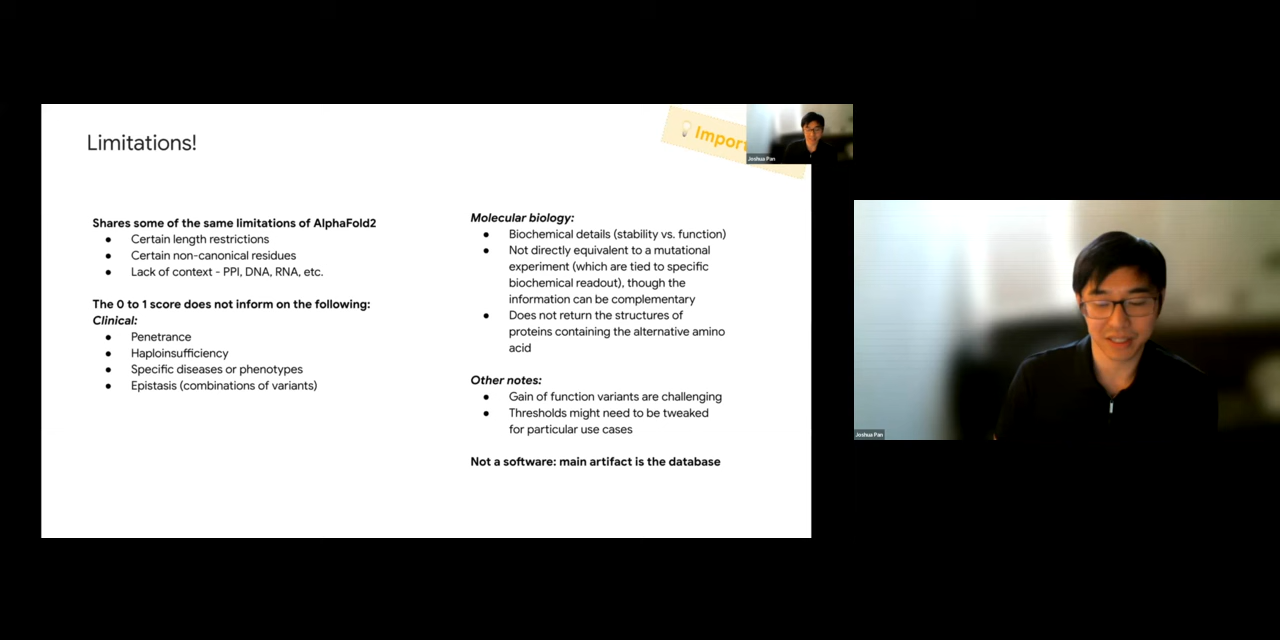 Limitations!
Impor
Joshua Pan
Shares some of the same limitations of AlphaFold2
● Certain length restrictions
● Certain non-canonical residues
● Lack of context - PPI, DNA, RNA, etc.
The 0 to 1 score does not inform on the following:
Clinical:
● Penetrance
● Haploinsufficiency
● Specific diseases or phenotypes
● Epistasis (combinations of variants)
Molecular biology:
● Biochemical details (stability vs. function)
● Not directly equivalent to a mutational
experiment (which are tied to specific
biochemical readout), though the
information can be complementary
● Does not return the structures of
proteins containing the alternative amino
acid
Other notes:
● Gain of function variants are challenging
● Thresholds might need to be tweaked
for particular use cases
Not a software: main artifact is the database
Joshua Pan